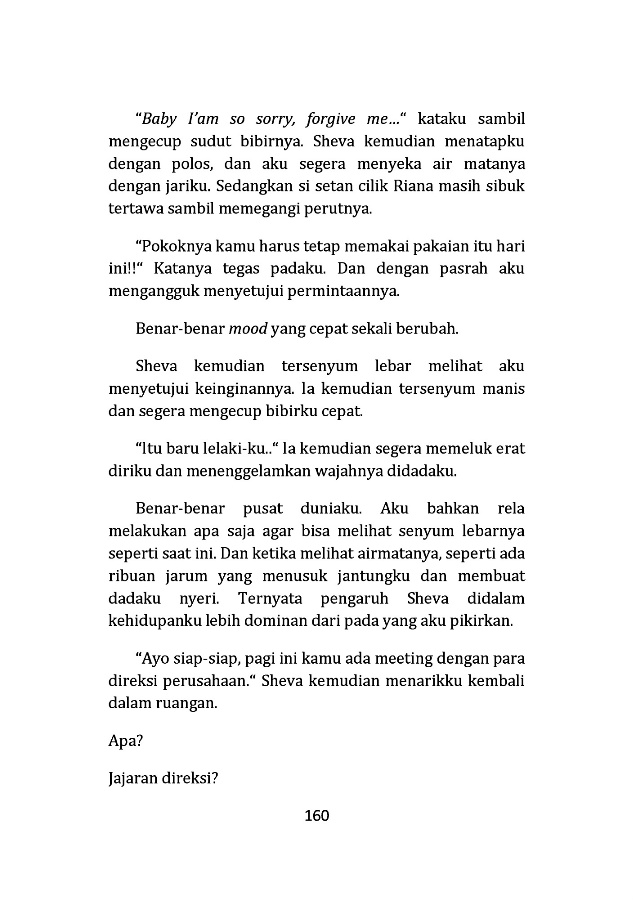 “Baby I’am so sorry, forgive me...“ kataku sambil
mengecup sudut bibirnya. Sheva kemudian menatapku
dengan polos, dan aku segera menyeka air matanya
dengan jariku. Sedangkan si setan cilik Riana masih sibuk
tertawa sambil memegangi perutnya.
“Pokoknya kamu harus tetap memakai pakaian itu hari
ini!!“ Katanya tegas padaku. Dan dengan pasrah aku
mengangguk menyetujui permintaannya.
Benar-benar mood yang cepat sekali berubah.
Sheva kemudian tersenyum lebar melihat aku
menyetujui keinginannya. Ia kemudian tersenyum manis
dan segera mengecup bibirku cepat.
“Itu baru lelaki-ku..“ Ia kemudian segera memeluk erat
diriku dan menenggelamkan wajahnya didadaku.
Benar-benar pusat duniaku. Aku bahkan rela
melakukan apa saja agar bisa melihat senyum lebarnya
seperti saat ini. Dan ketika melihat airmatanya, seperti ada
ribuan jarum yang menusuk jantungku dan membuat
dadaku nyeri. Ternyata pengaruh Sheva didalam
kehidupanku lebih dominan dari pada yang aku pikirkan.
“Ayo siap-siap, pagi ini kamu ada meeting dengan para
direksi perusahaan.“ Sheva kemudian menarikku kembali
dalam ruangan.
Apa?
Jajaran direksi?
160